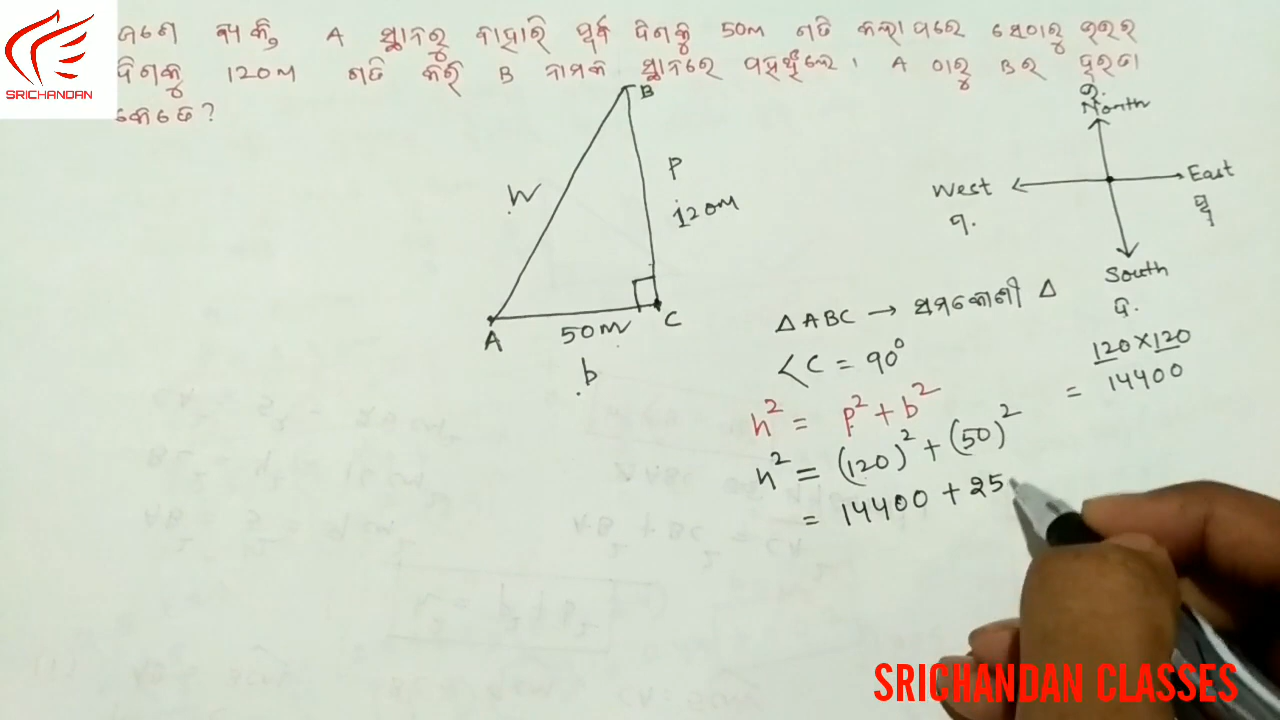 SRICHANDAN
ଜଣେ ବ୍ୟକ୍ତି A ସ୍ଥାନରୁ ବାହାରି ପୂର୍ବ ଦିଗକୁ 50m ଗତି କଲାପରେ ସେଠାରୁ ଉତ୍ତର
ଦିଗକୁ 120m ଗତି କରି B ନାମକ ସ୍ଥାନରେ ପହଞ୍ଚିଲେ। A ଠାରୁ Bର ଦୂରତା
କେତେ?
B
h
P
120m
A
50m
C
b
ଉ.
North
West
ପ.
East
ପୂ
South
ଦ.
△ABC → ସମକୋଣୀ △
<C = 90°
120×120
= 14400
h² = p² + b²
h² = (120)² + (50)²
= 14400 + 25
SRICHANDAN CLASSES